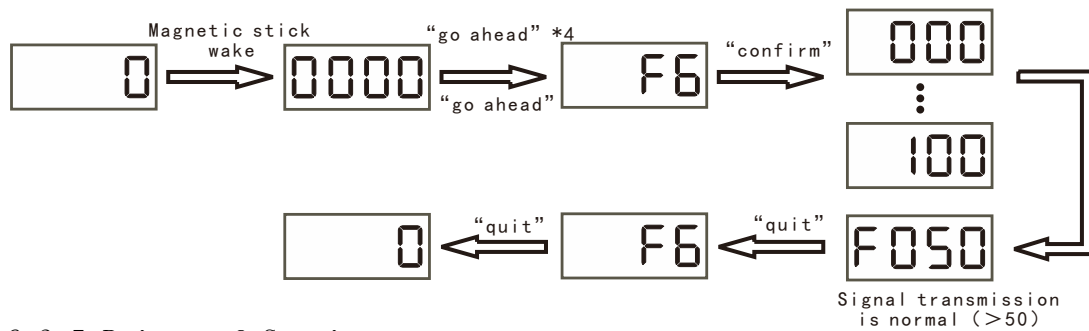 Magnetic stick
wake
“go ahead” *4
“go ahead”
“confirm”
0
0000
F6
000
100
“quit”
“quit”
0
F6
F050
Signal transmission
is normal (＞50)